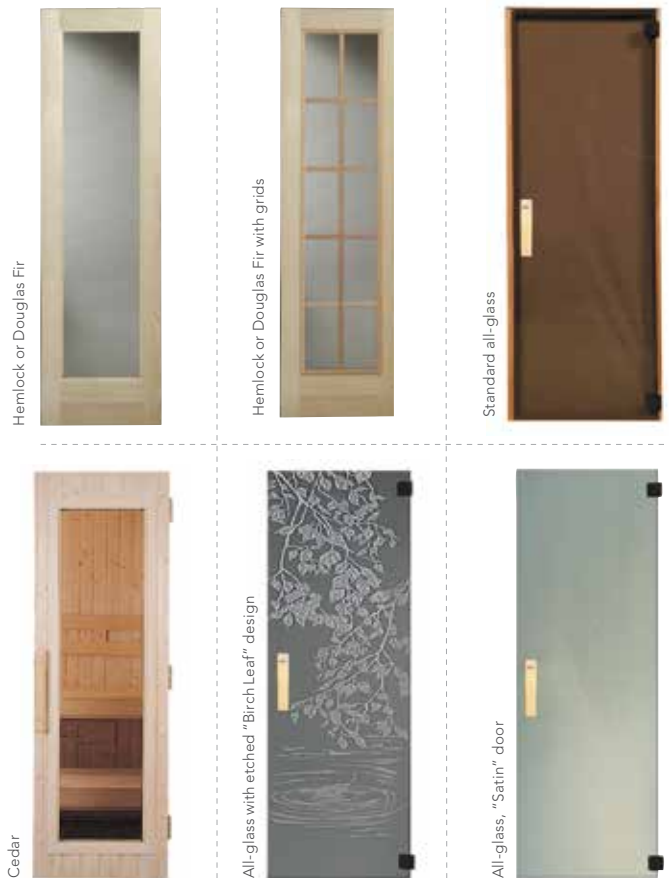 Hemlock or Douglas Fir
Hemlock or Douglas Fir with grids
Standard all-glass
Cedar
All-glass with etched "Birch Leaf" design
All-glass, "Satin" door